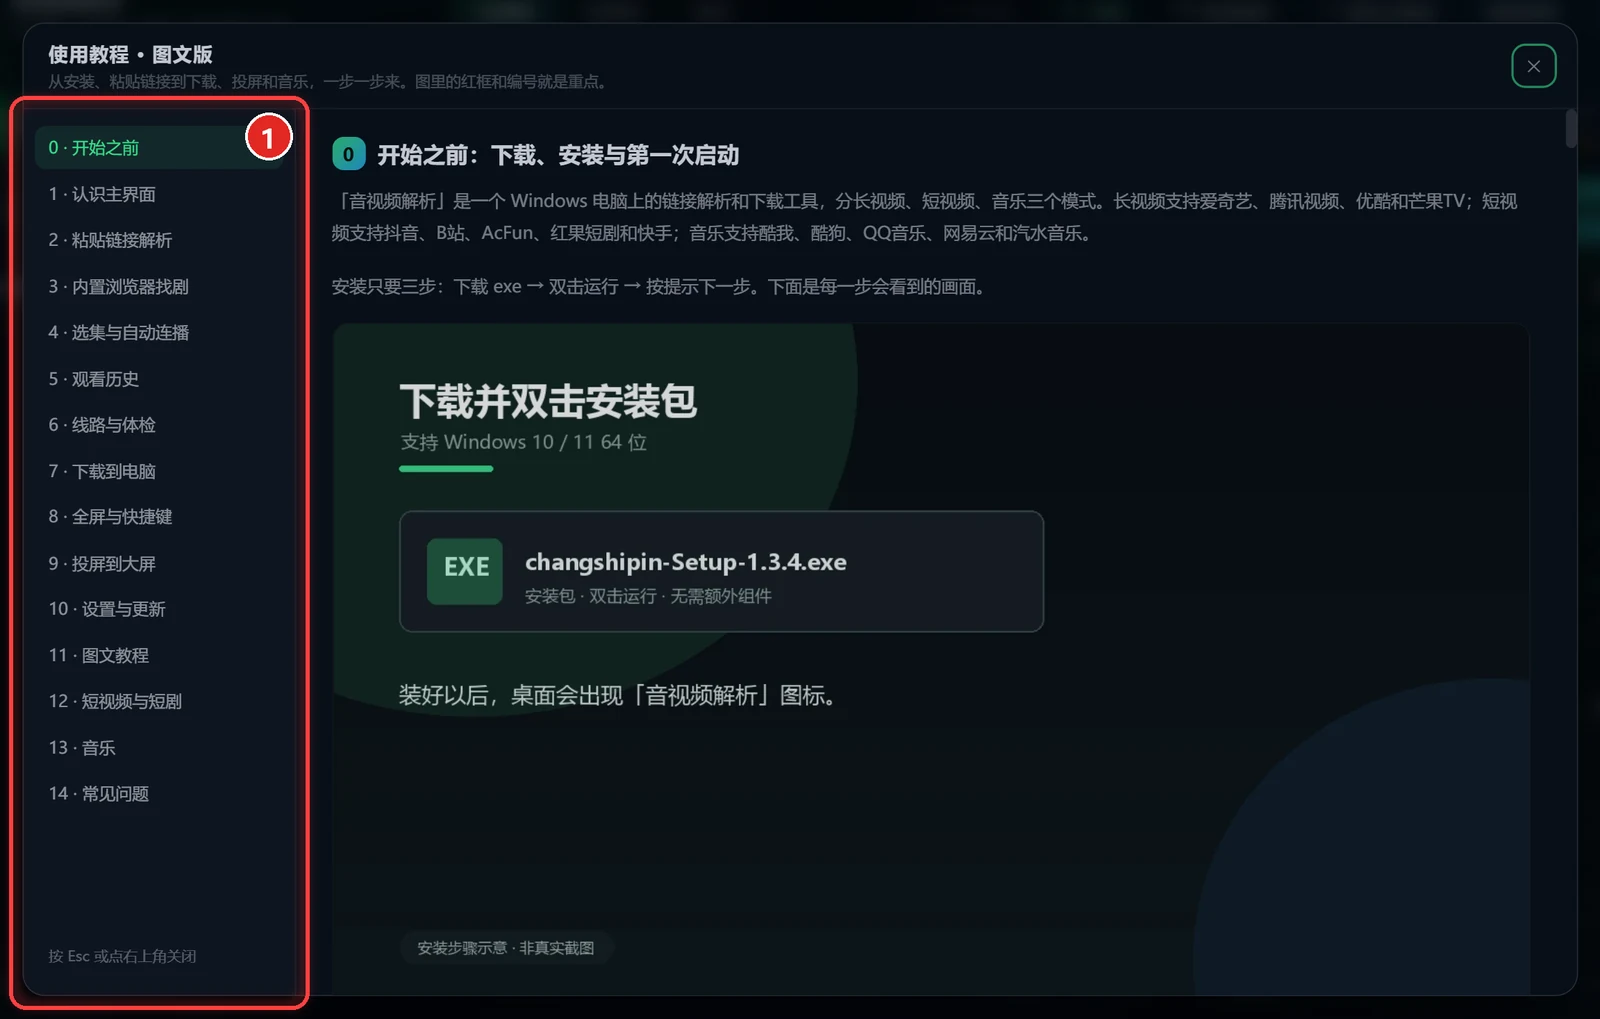 使用教程 · 图文版
从安装、粘贴链接到下载、投屏和音乐，一步一步来。图里的红框和编号就是重点。
×
1
0 · 开始之前
1 · 认识主界面
2 · 粘贴链接解析
3 · 内置浏览器找剧
4 · 选集与自动连播
5 · 观看历史
6 · 线路与体检
7 · 下载到电脑
8 · 全屏与快捷键
9 · 投屏到大屏
10 · 设置与更新
11 · 图文教程
12 · 短视频与短剧
13 · 音乐
14 · 常见问题
按 Esc 或点右上角关闭
0 开始之前：下载、安装与第一次启动
「音视频解析」是一个 Windows 电脑上的链接解析和下载工具，分长视频、短视频、音乐三个模式。长视频支持爱奇艺、腾讯视频、优酷和芒果TV；短视
频支持抖音、B站、AcFun、红果短剧和快手；音乐支持酷我、酷狗、QQ音乐、网易云和汽水音乐。
安装只要三步：下载 exe → 双击运行 → 按提示下一步。下面是每一步会看到的画面。
下载并双击安装包
支持 Windows 10 / 11 64 位
EXE
changshipin-Setup-1.3.4.exe
安装包 · 双击运行 · 无需额外组件
装好以后，桌面会出现「音视频解析」图标。
安装步骤示意 · 非真实截图